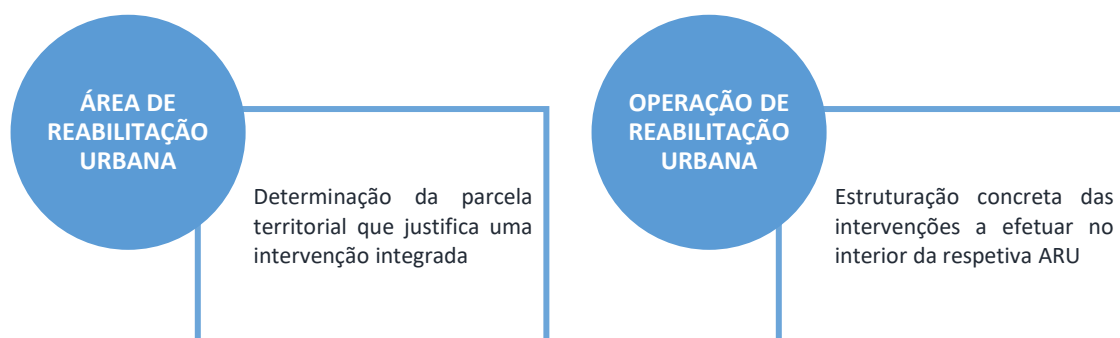 ÁREA DE
REABILITAÇÃO
URBANA
Determinação da parcela
territorial que justifica uma
intervenção integrada
OPERAÇÃO DE
REABILITAÇÃO
URBANA
Estruturação concreta das
intervenções a efetuar no
interior da respetiva ARU